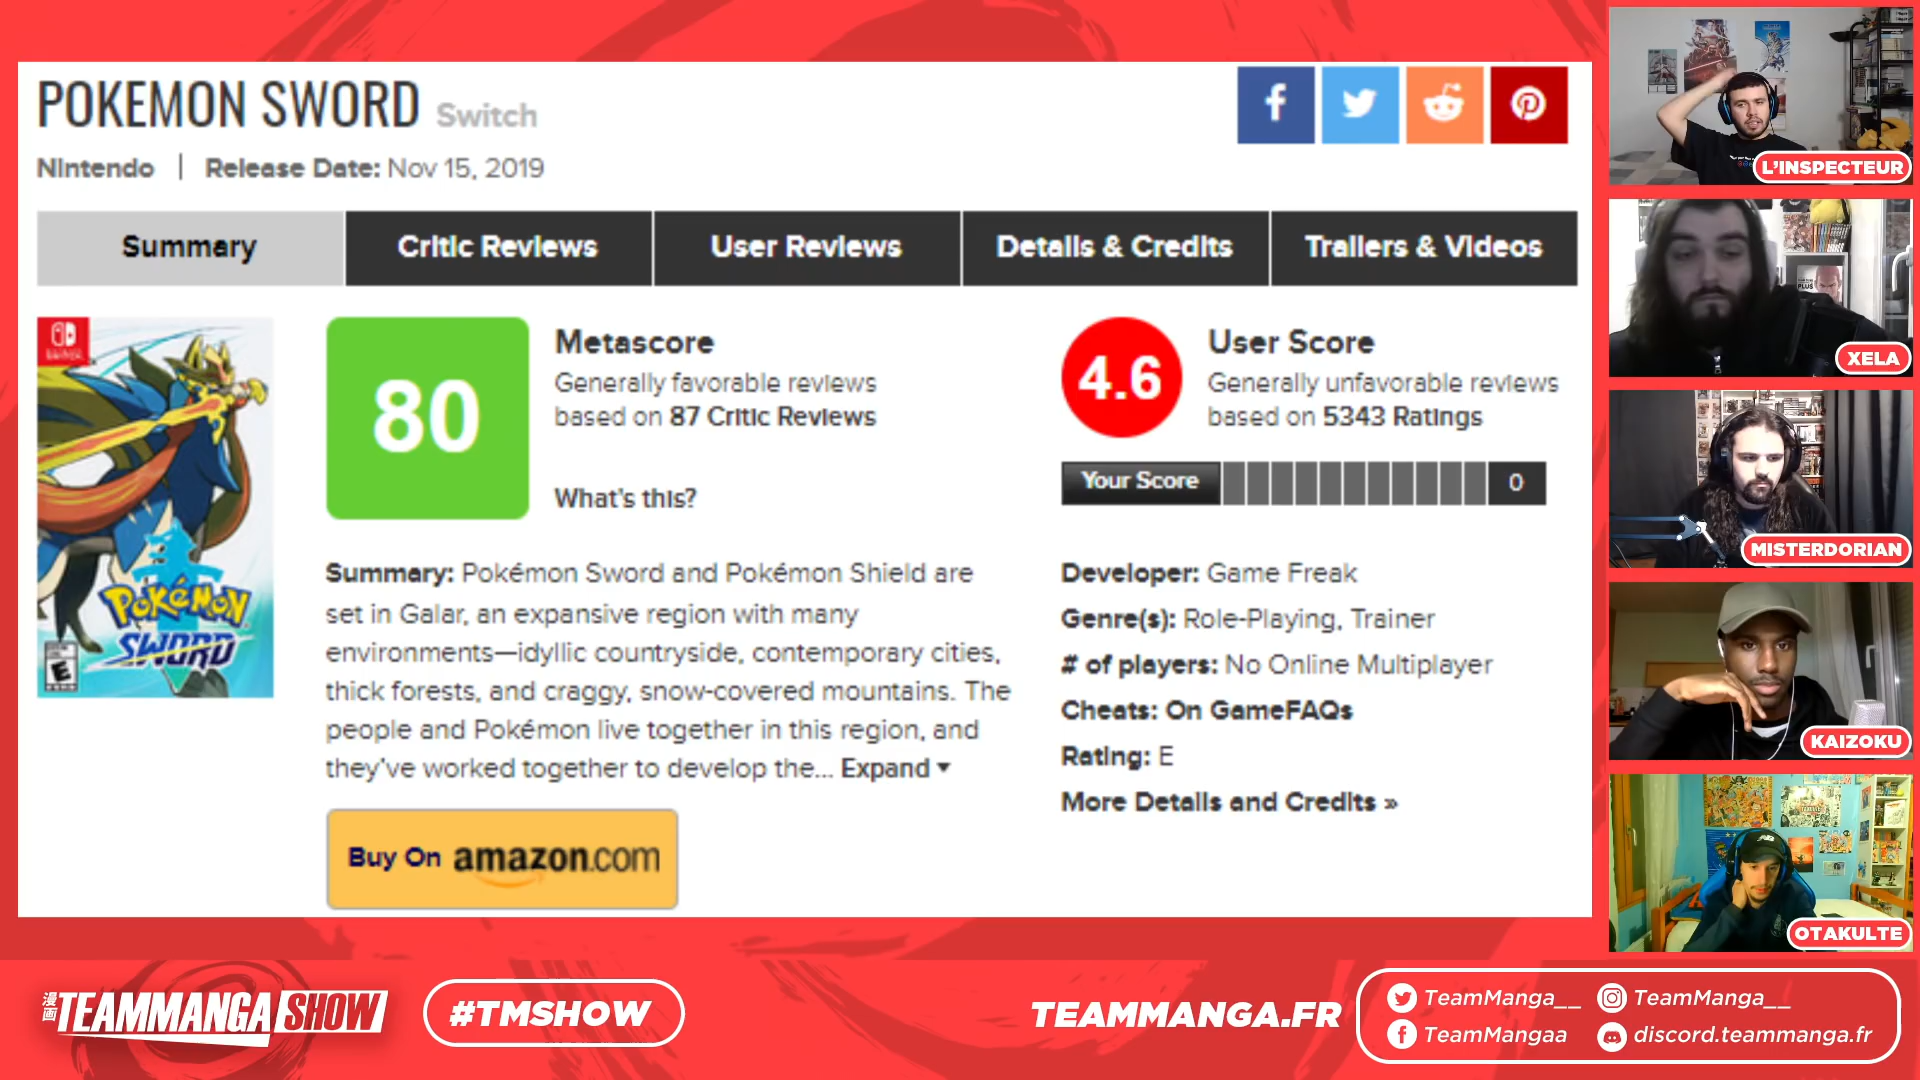 POKEMON SWORD Switch
Nintendo | Release Date: Nov 15, 2019
Summary
Critic Reviews
User Reviews
Details & Credits
Trailers & Videos
POKÉMON
SWORD
E
80
Metascore
Generally favorable reviews
based on 87 Critic Reviews
What's this?
4.6
User Score
Generally unfavorable reviews
based on 5343 Ratings
Your Score
0
Summary: Pokémon Sword and Pokémon Shield are
set in Galar, an expansive region with many
environments—idyllic countryside, contemporary cities,
thick forests, and craggy, snow-covered mountains. The
people and Pokémon live together in this region, and
they've worked together to develop the... Expand
Buy On amazon.com
Developer: Game Freak
Genre(s): Role-Playing, Trainer
# of players: No Online Multiplayer
Cheats: On GameFAQs
Rating: E
More Details and Credits »
L'INSPECTEUR
XELA
MISTERDORIAN
KAIZOKU
OTAKULTE
漫画 TEAMMANGA SHOW
#TMSHOW
TEAMMANGA.FR
TeamManga__
TeamManga__
TeamMangaa
discord.teammanga.fr